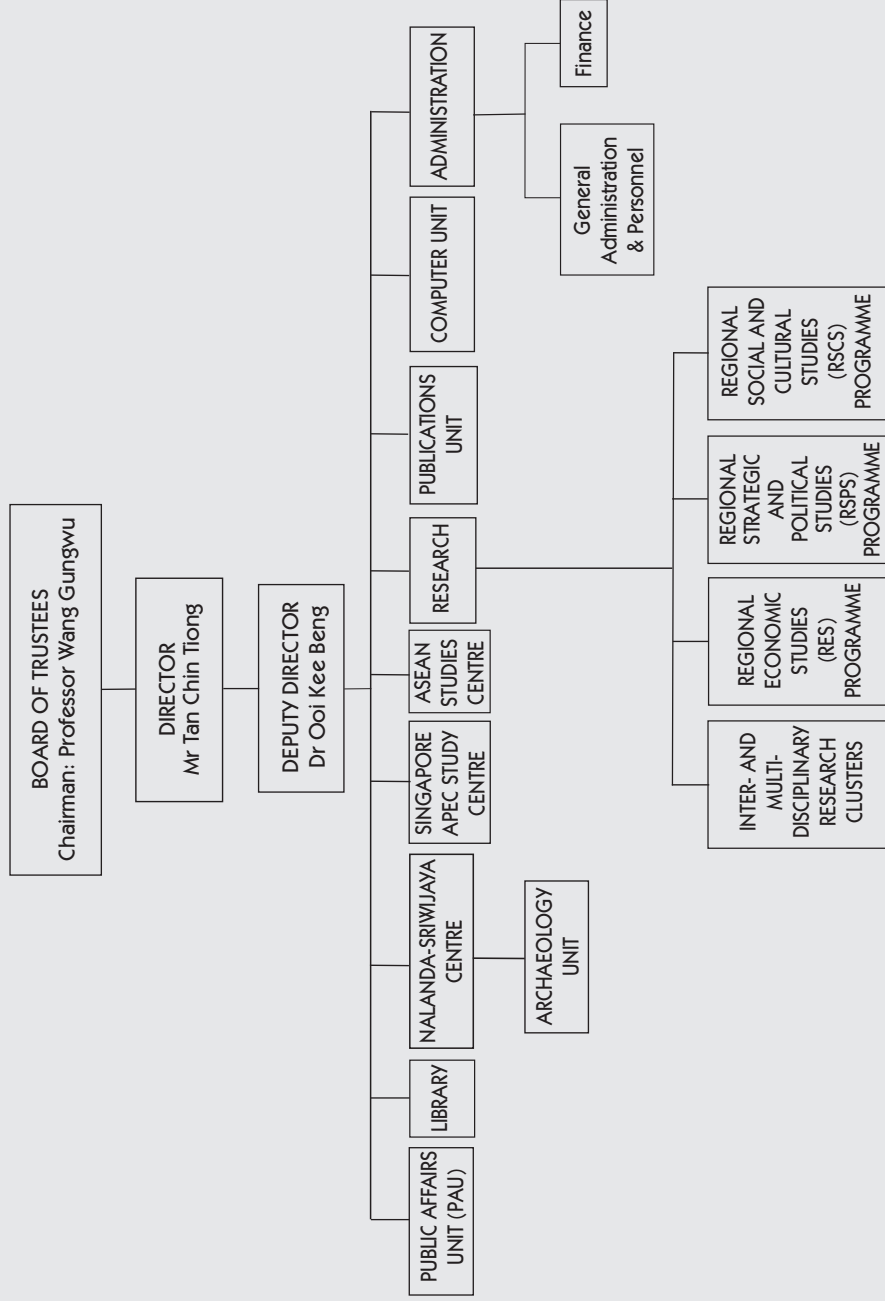 BOARD OF TRUSTEES
Chairman: Professor Wang Gungwu
DIRECTOR
Mr Tan Chin Tiong
DEPUTY DIRECTOR
Dr Ooi Kee Beng
PUBLIC AFFAIRS
UNIT (PAU)
LIBRARY
NALANDA-SRIWIJAYA
CENTRE
SINGAPORE
APEC STUDY
CENTRE
ASEAN
STUDIES
CENTRE
RESEARCH
PUBLICATIONS
UNIT
COMPUTER UNIT
ADMINISTRATION
ARCHAEOLOGY
UNIT
General
Administration
& Personnel
Finance
INTER- AND
MULTI-
DISCIPLINARY
RESEARCH
CLUSTERS
REGIONAL
ECONOMIC
STUDIES
(RES)
PROGRAMME
REGIONAL
STRATEGIC
AND
POLITICAL
STUDIES
(RSPS)
PROGRAMME
REGIONAL
SOCIAL AND
CULTURAL
STUDIES
(RSCS)
PROGRAMME